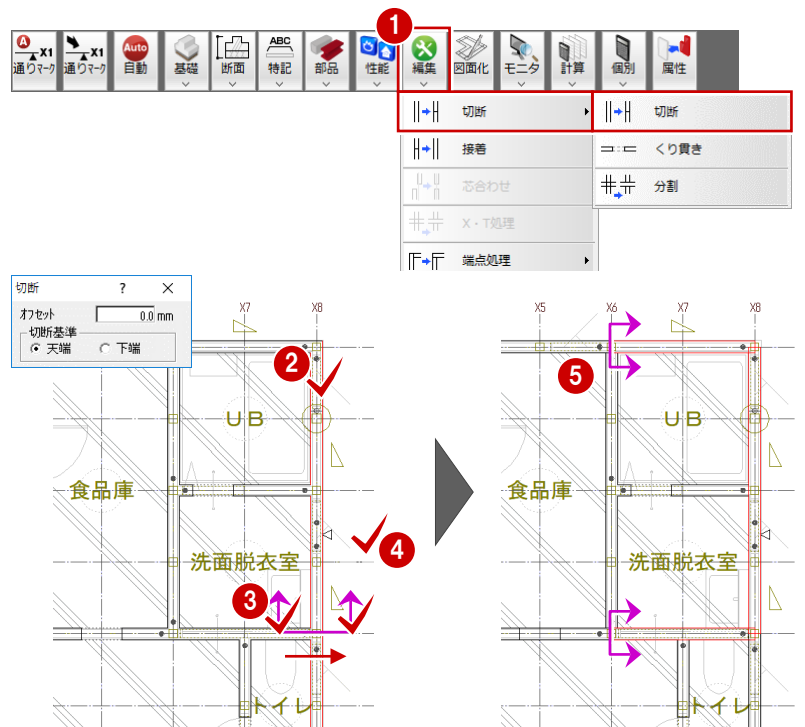 1
A X1 X1 Auto ABC
通りマーク 通りマーク 自動 基礎 断面 特記 部品 性能 編集 図面化 モニタ 計算 個別 属性
切断 切断
接着 くり貫き
芯合わせ 分割
X・T処理
端点処理
切断 ? ×
オフセット 0.0 mm
切断基準
天端 下端
X7 X8
2
UB
食品庫
4
洗面脱衣室
3
トイレ
X5 X6 X7 X8
5
UB
食品庫
洗面脱衣室
トイレ